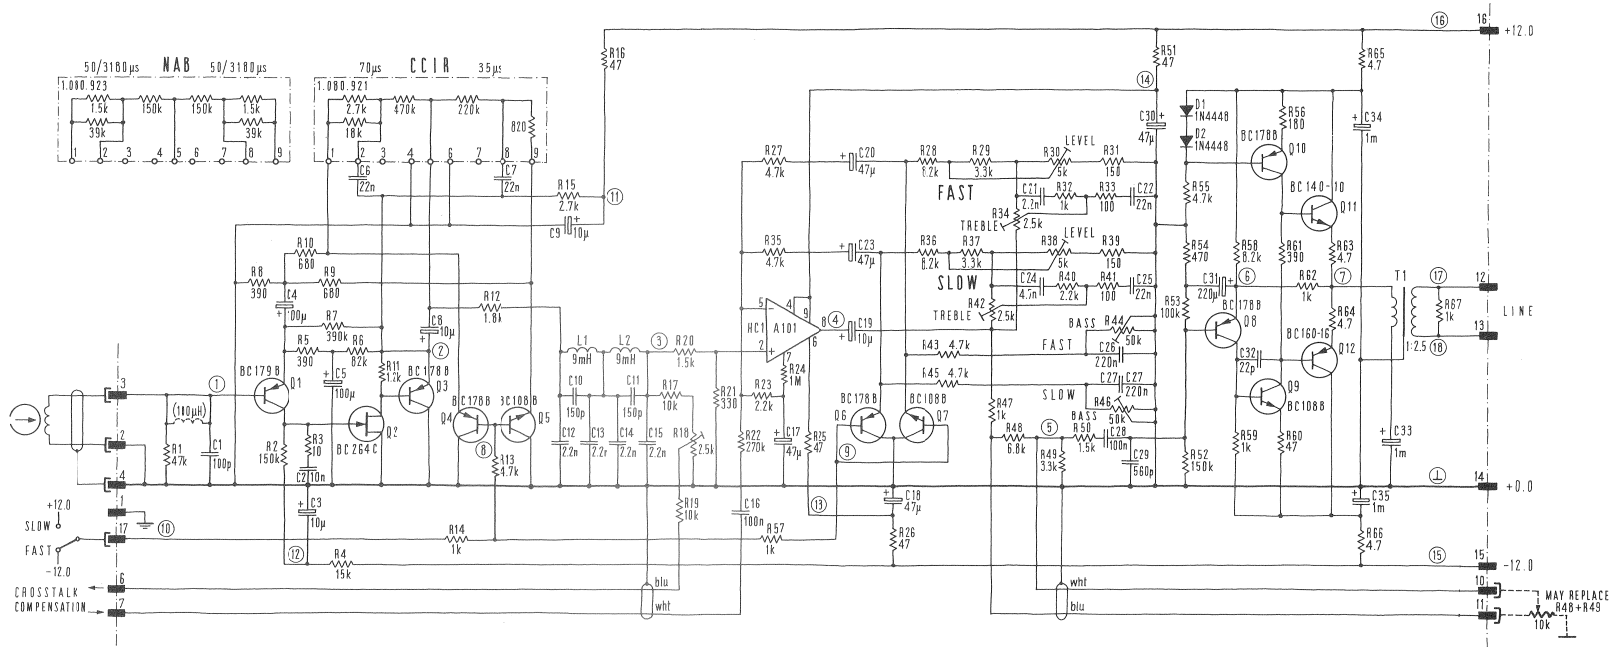 16
16
+12.0
R16
47
R51
47
R65
4.7
50/3180µs NAB 50/3180µs
70µs CCIR 35µs
14
1.080.923
1.5k
150k
150k
1.5k
39k
39k
1 2 3 4 5 6 7 8 9
1.080.921
2.7k
470k
220k
18k
820
1 2 3 4 6 7 8 9
C6
22n
C7
22n
R15
2.7k
11
C9
10µ
D1
1N4448
D2
1N4448
R56
180
C34
1m
C30
47µ
BC178B
Q10
R27
4.7k
C20
47µ
R28
8.2k
R29
3.3k
R30
5k
LEVEL
R31
150
FAST
C21
2.2n
R32
1k
R33
100
C22
22n
R34
2.5k
TREBLE
R55
4.7k
BC140-10
Q11
R35
4.7k
C23
47µ
R36
8.2k
R37
3.3k
R38
5k
LEVEL
R39
150
SLOW
C24
4.7n
R40
2.2k
R41
100
C25
22n
R42
2.5k
TREBLE
R54
470
R58
8.2k
R61
390
R63
4.7
C31
220µ
6
R62
1k
7
T1
1:2.5
17
12
R67
1k
LINE
13
18
R10
680
R8
390
R9
680
C4
100µ
R7
390k
R5
390
R6
82k
C5
100µ
R11
1.2k
C8
10µ
2
BC178B
Q3
R12
1.8k
L1
9mH
L2
9mH
3
R20
1.5k
HC1
A101
5
4
9
2
7
6
8
4
C19
10µ
BASS
R44
50k
FAST
R43 4.7k
C26
220n
R45 4.7k
C27
C27
220n
SLOW
R46
50k
BASS
R53
100k
BC178B
Q8
R64
4.7
BC160-16
Q12
C32
22p
Q9
BC108B
3
1
(100µH)
BC179B
Q1
R1
47k
C1
100p
R2
150k
R3
10
C2
10n
BC264C
Q2
Q4
BC178B
BC108B
Q5
8
R13
4.7k
C10
150p
C11
150p
R17
10k
C12
2.2n
C13
C14
2.2n
C15
2.2n
R18
2.5k
R21
330
R23
2.2k
R24
1M
R22
270k
C17
47µ
R25
47
BC178B
Q6
BC108B
Q7
9
R47
1k
R48
6.8k
5
R49
3.3k
R50
1.5k
C28
100n
C29
560p
R52
150k
R59
1k
R60
47
C33
1m
2
4
1
⊥
14
+0.0
C3
10µ
R19
10k
C16
100n
13
C18
47µ
C35
1m
+12.0
SLOW
FAST
-12.0
17
10
R14
1k
R57
1k
R26
47
R66
4.7
12
R4
15k
15
15
-12.0
CROSSTALK
COMPENSATION
6
7
blu
wht
wht
blu
10
11
MAY REPLACE
R48+R49
10k